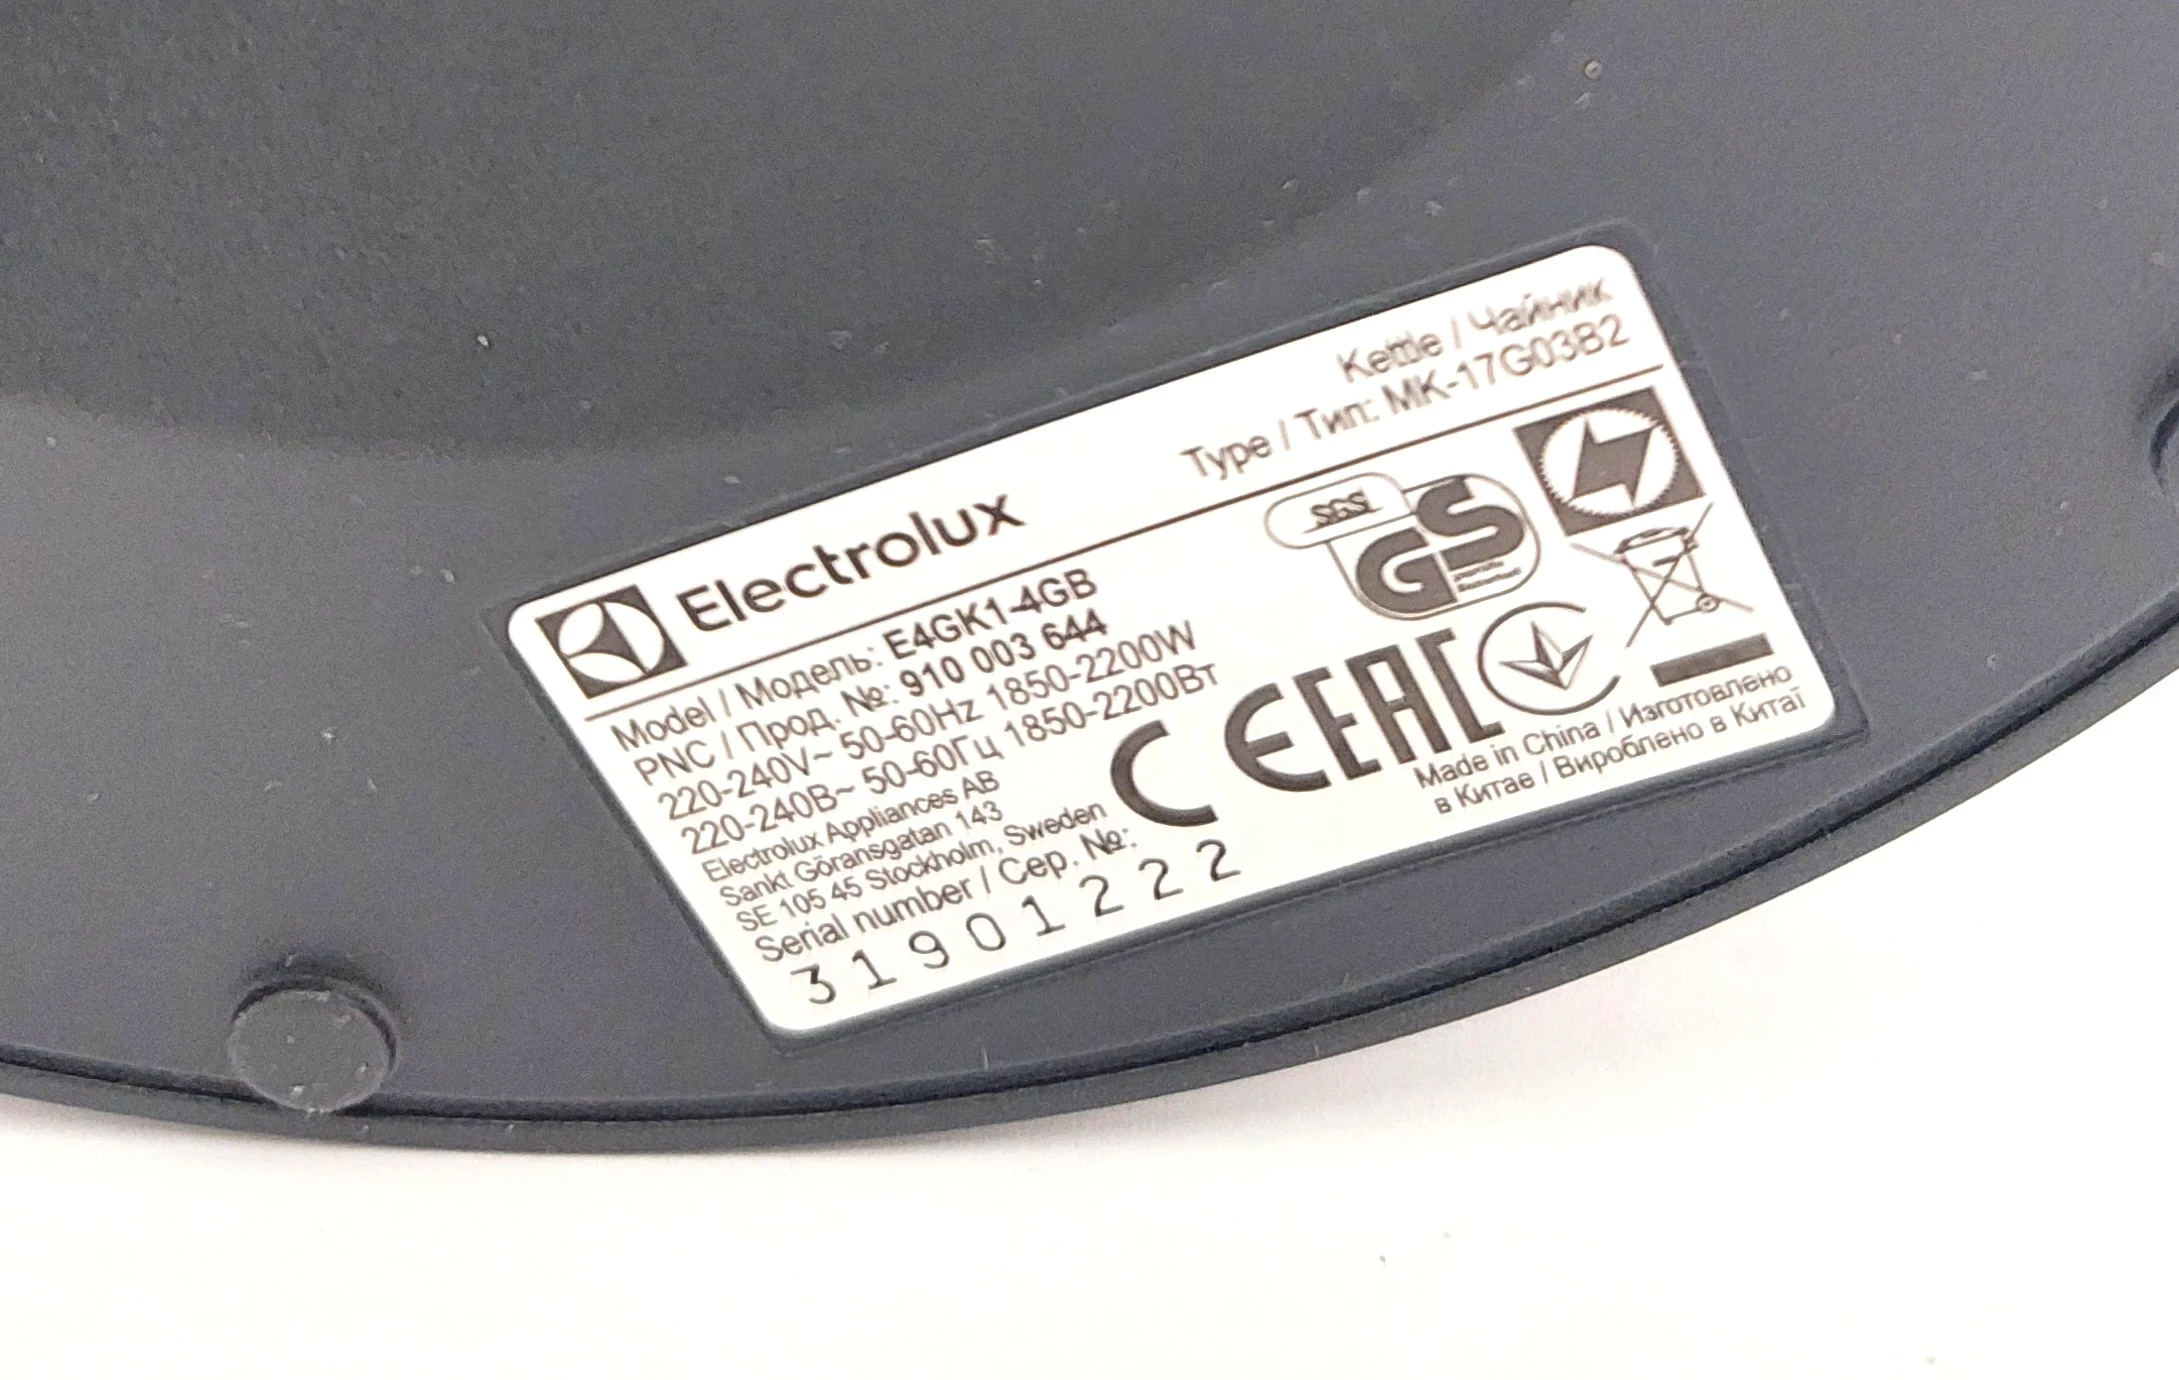 Kettle / Чайник
Electrolux
Type / Тип: MK-17G03B2
Model / Модель: E4GK1-4GB
PNC / Прод. №: 910 003 644
220-240V~ 50-60Hz 1850-2200W
220-240В~ 50-60Гц 1850-2200Вт
Electrolux Appliances AB
Sankt Göransgatan 143
SE 105 45 Stockholm, Sweden
Serial number / Сер. №:
31901222
SGS
GS
CE EAC
Made in China / Изготовлено
в Китае / Вироблено в Китаї